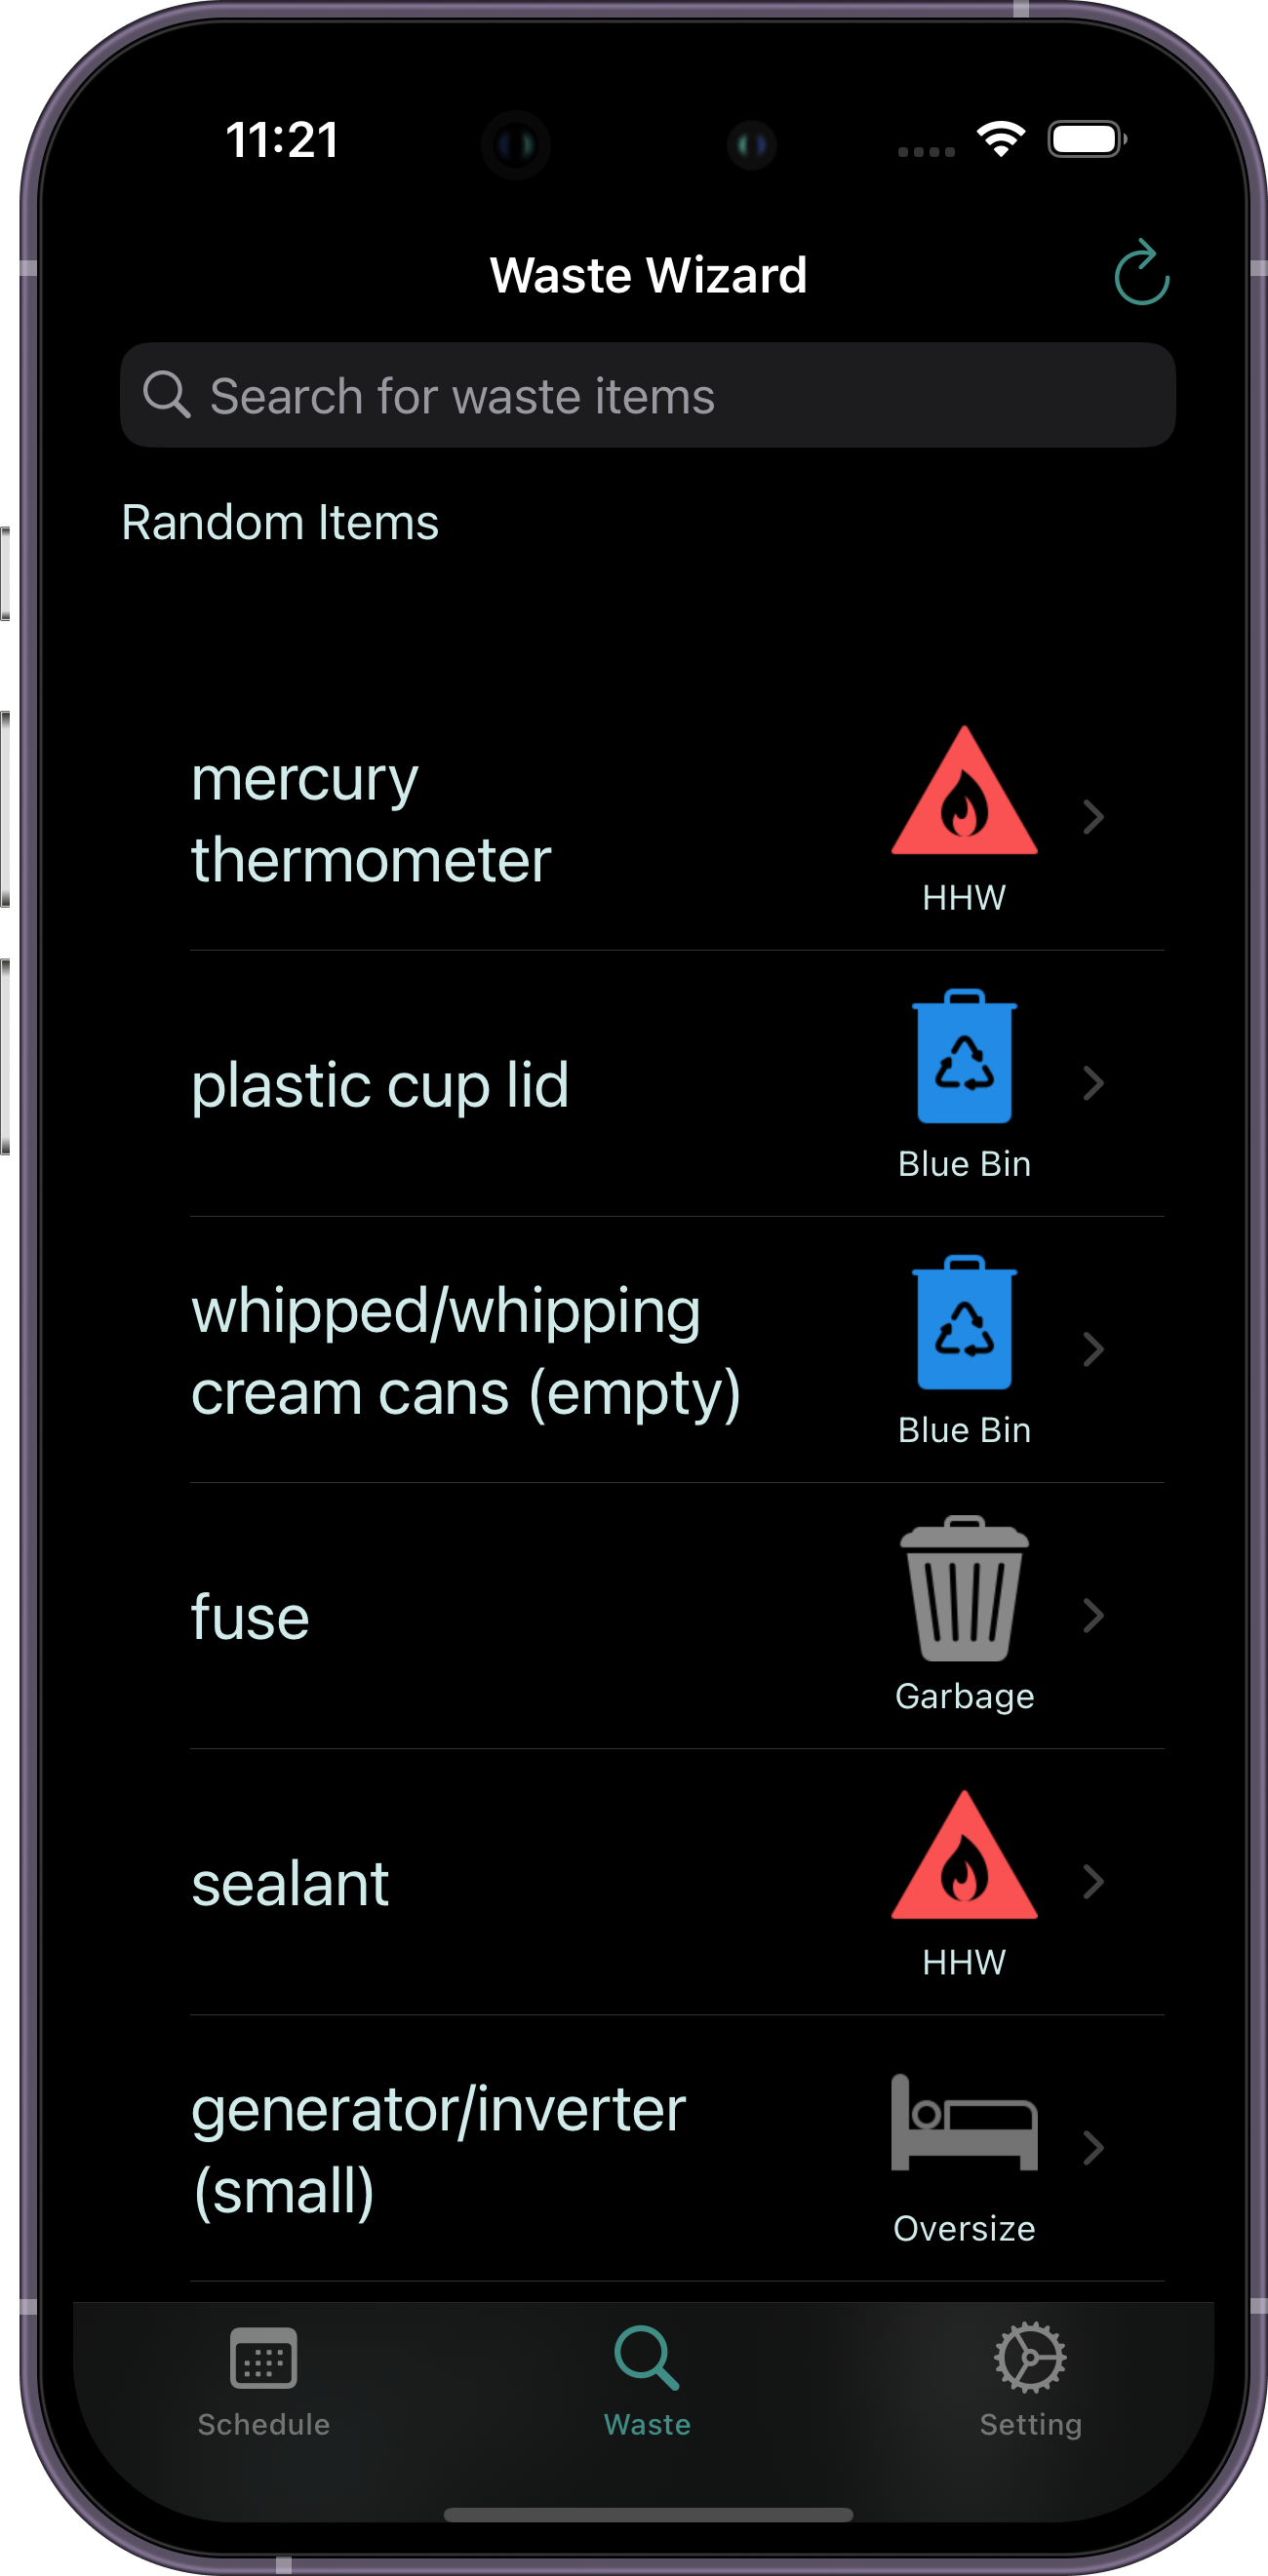 11:21
Waste Wizard
Search for waste items
Random Items
mercury
thermometer
HHW
plastic cup lid
Blue Bin
whipped/whipping
cream cans (empty)
Blue Bin
fuse
Garbage
sealant
HHW
generator/inverter
(small)
Oversize
Schedule
Waste
Setting